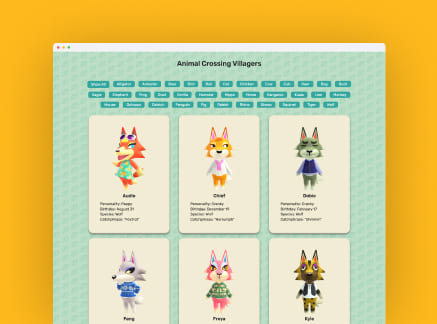 Animal Crossing Villagers
Show All Alligator Anteater Bear Bird Bull Cat Chicken Cow Cub Deer Dog Duck
Eagle Elephant Frog Goat Gorilla Hamster Hippo Horse Kangaroo Koala Lion Monkey
Mouse Octopus Ostrich Penguin Pig Rabbit Rhino Sheep Squirrel Tiger Wolf
Audie
Personality: Peppy
Birthday: August 31
Species: Wolf
Catchphrase: "Foxtrot"
Chief
Personality: Cranky
Birthday: December 19
Species: Wolf
Catchphrase: "Harrumph"
Dobie
Personality: Cranky
Birthday: February 17
Species: Wolf
Catchphrase: "Ohmmm"
Fang
Freya
Kyle